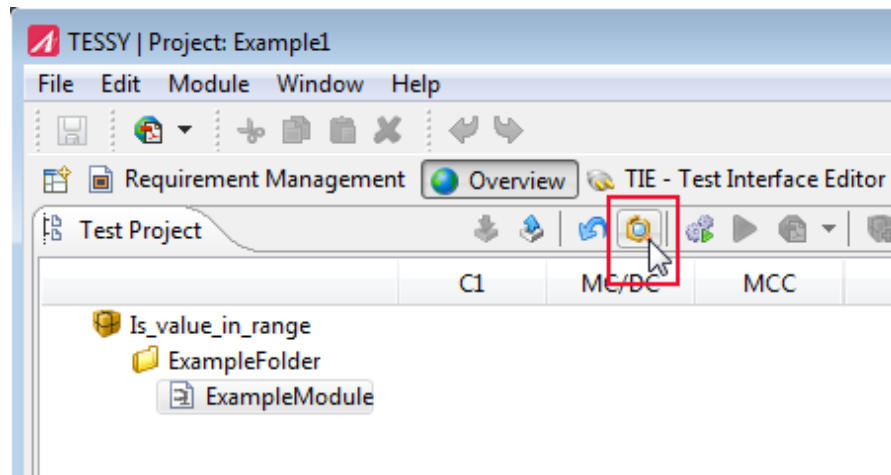 TESSY | Project: Example1
File Edit Module Window Help
Requirement Management Overview TIE - Test Interface Editor
Test Project
C1 MC/DC MCC
Is_value_in_range
ExampleFolder
ExampleModule